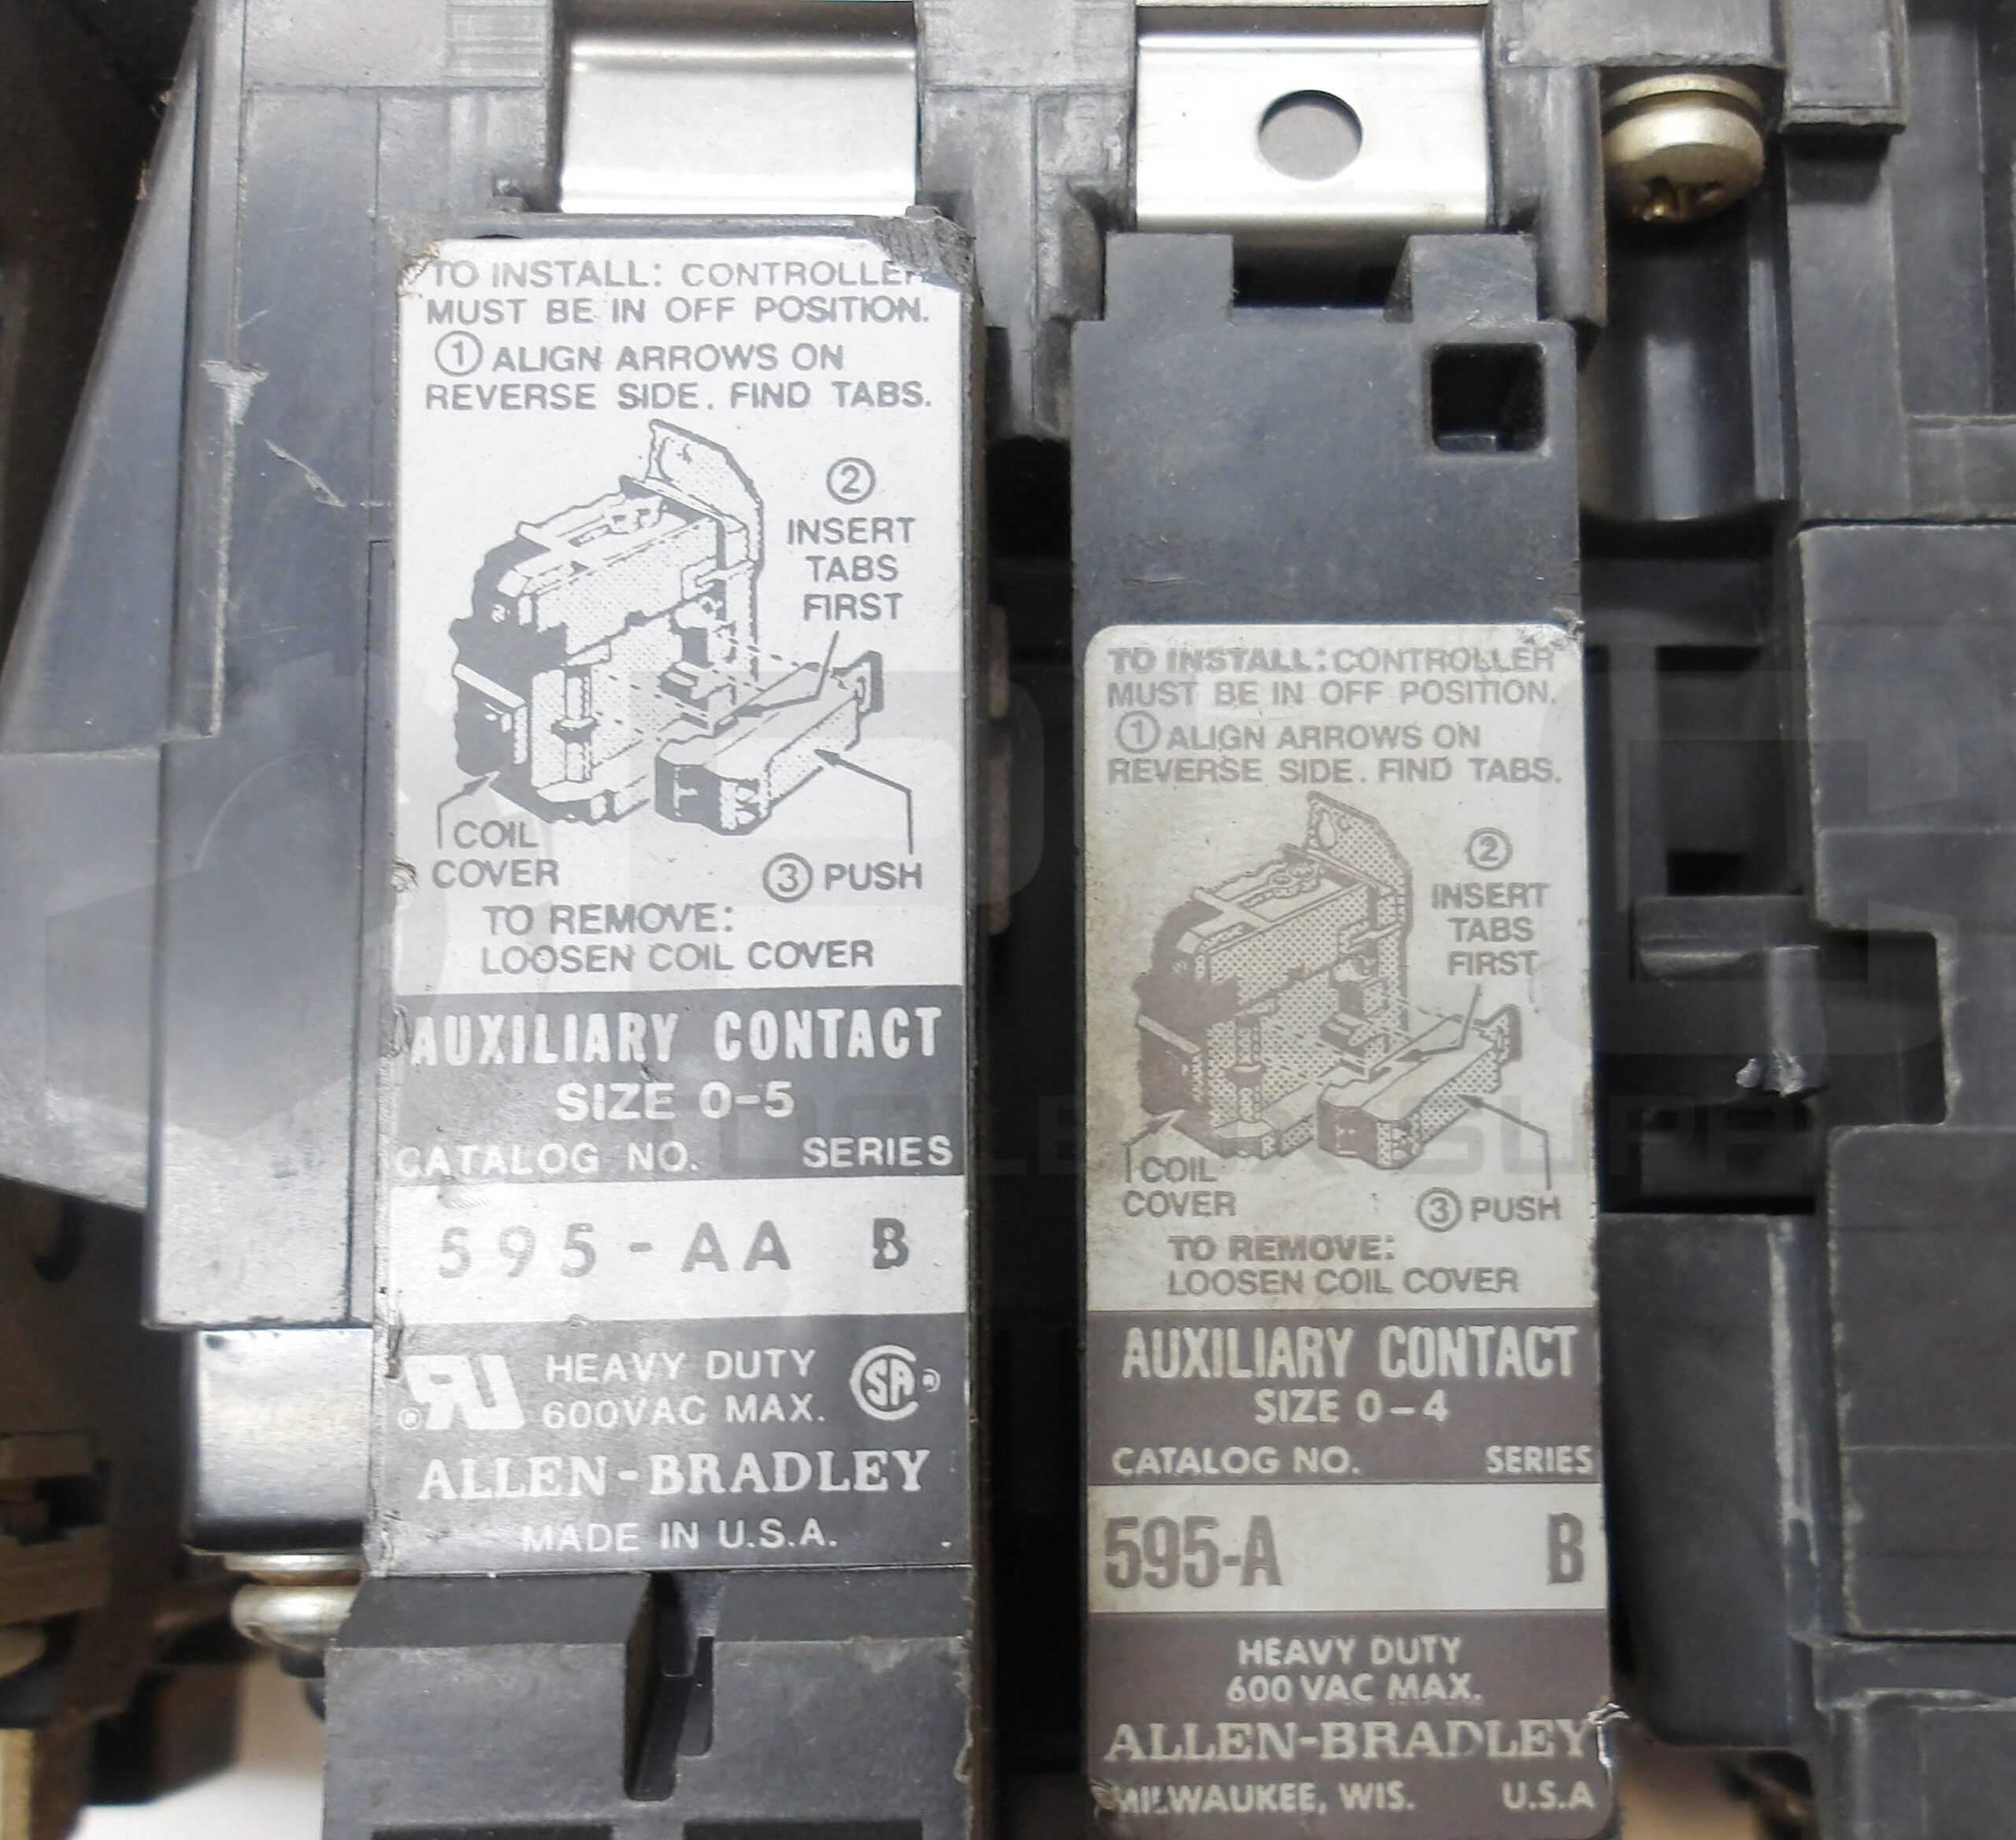 TO INSTALL: CONTROLLER
MUST BE IN OFF POSITION.
1 ALIGN ARROWS ON
REVERSE SIDE. FIND TABS.
2
INSERT
TABS
FIRST
COIL
COVER
3 PUSH
TO REMOVE:
LOOSEN COIL COVER
AUXILIARY CONTACT
SIZE 0-5
CATALOG NO. SERIES
595-AA B
HEAVY DUTY
600VAC MAX.
ALLEN-BRADLEY
MADE IN U.S.A.
TO INSTALL: CONTROLLER
MUST BE IN OFF POSITION.
1 ALIGN ARROWS ON
REVERSE SIDE. FIND TABS.
2
INSERT
TABS
FIRST
COIL
COVER
3 PUSH
TO REMOVE:
LOOSEN COIL COVER
AUXILIARY CONTACT
SIZE 0-4
CATALOG NO. SERIES
595-A B
HEAVY DUTY
600 VAC MAX.
ALLEN-BRADLEY
MILWAUKEE, WIS. U.S.A